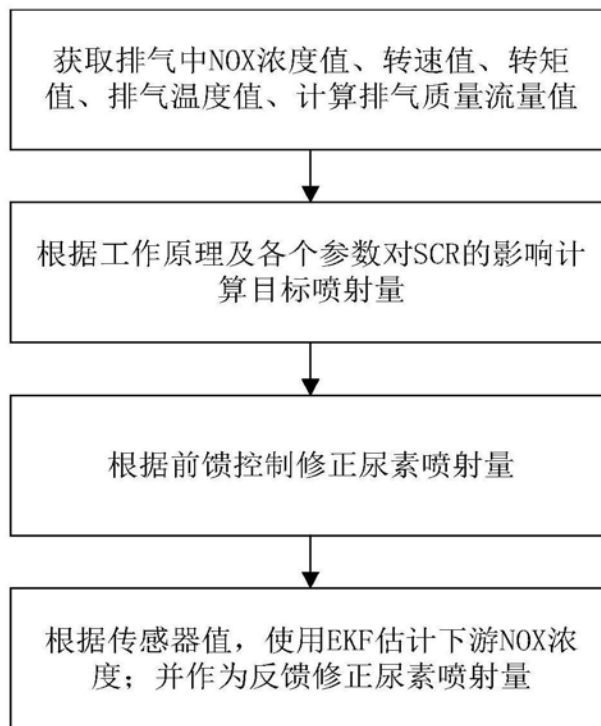 获取排气中NOX浓度值、转速值、转矩
值、排气温度值、计算排气质量流量值
根据工作原理及各个参数对SCR的影响计
算目标喷射量
根据前馈控制修正尿素喷射量
根据传感器值，使用EKF估计下游NOX浓
度；并作为反馈修正尿素喷射量